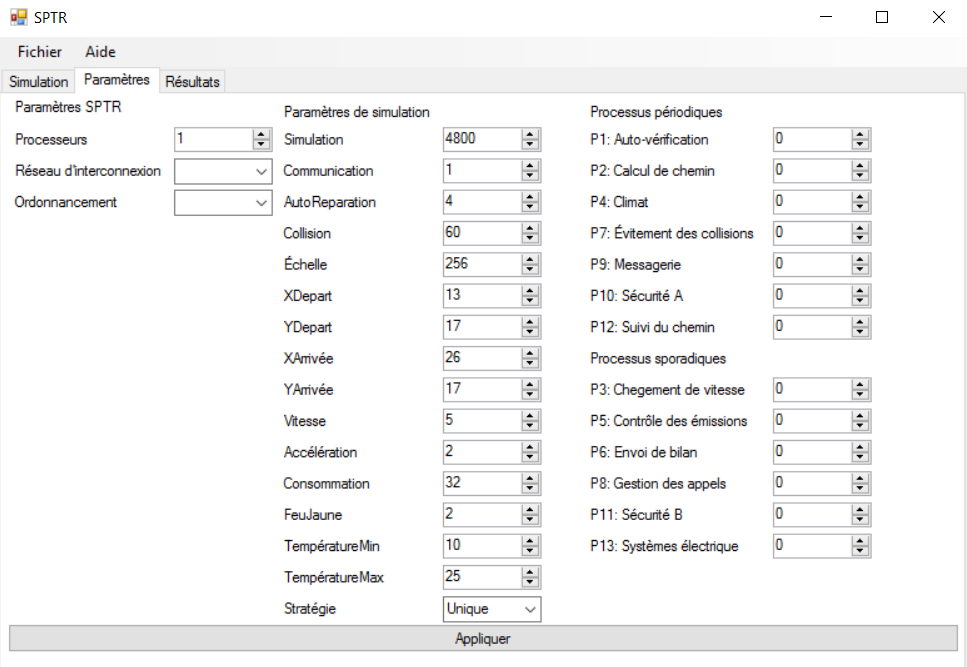 SPTR
Fichier Aide
Simulation Paramètres Résultats
Paramètres SPTR
Processeurs 1
Réseau d'interconnexion
Ordonnancement
Paramètres de simulation
Simulation 4800
Communication 1
AutoReparation 4
Collision 60
Échelle 256
XDepart 13
YDepart 17
XArrivée 26
YArrivée 17
Vitesse 5
Accélération 2
Consommation 32
FeuJaune 2
TempératureMin 10
TempératureMax 25
Stratégie Unique
Processus périodiques
P1: Auto-vérification 0
P2: Calcul de chemin 0
P4: Climat 0
P7: Évitement des collisions 0
P9: Messagerie 0
P10: Sécurité A 0
P12: Suivi du chemin 0
Processus sporadiques
P3: Chegement de vitesse 0
P5: Contrôle des émissions 0
P6: Envoi de bilan 0
P8: Gestion des appels 0
P11: Sécurité B 0
P13: Systèmes électrique 0
Appliquer